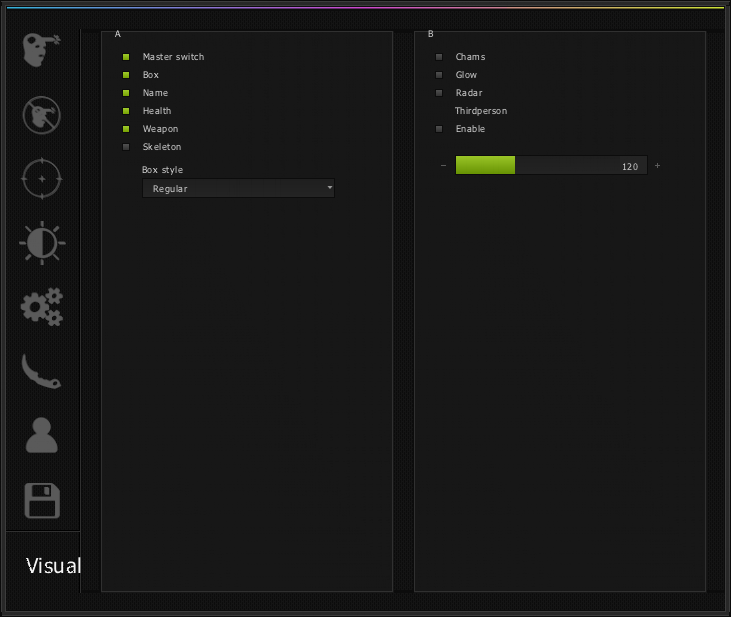 A
Master switch
Box
Name
Health
Weapon
Skeleton
Box style
Regular
B
Chams
Glow
Radar
Thirdperson
Enable
120
Visual